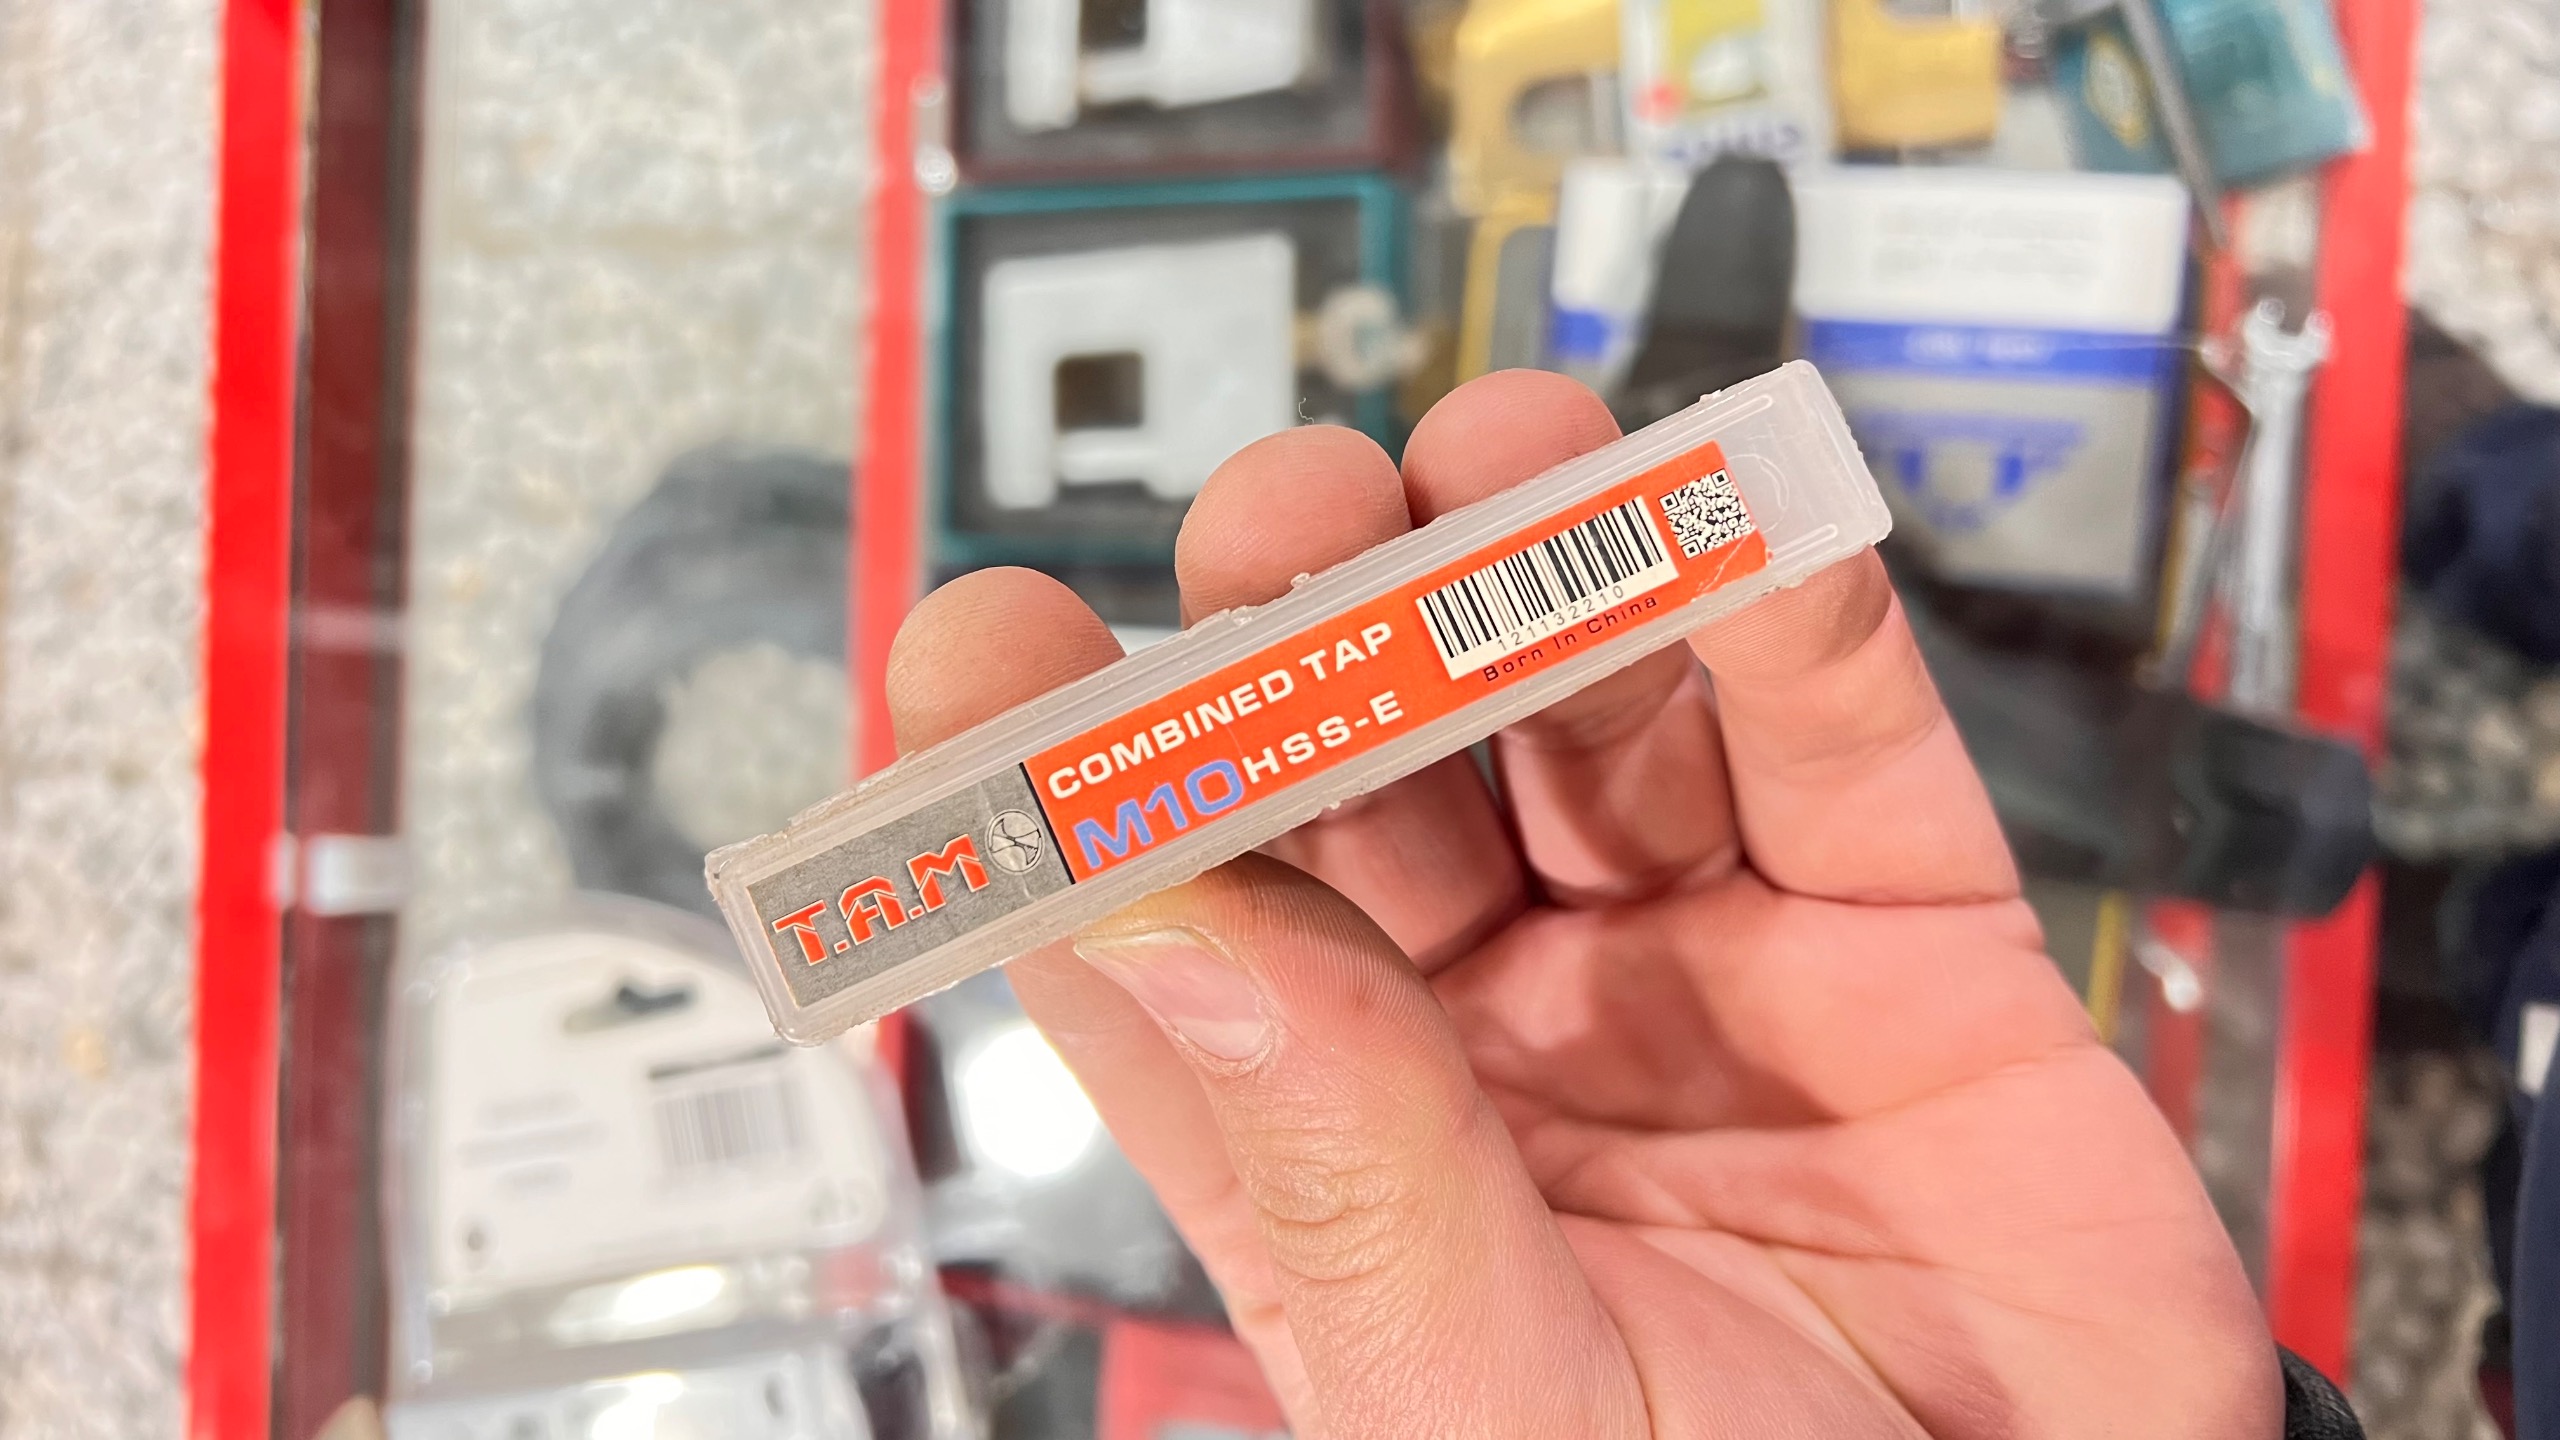 T.A.M
COMBINED TAP
M10 HSS-E
121132210
Born In China